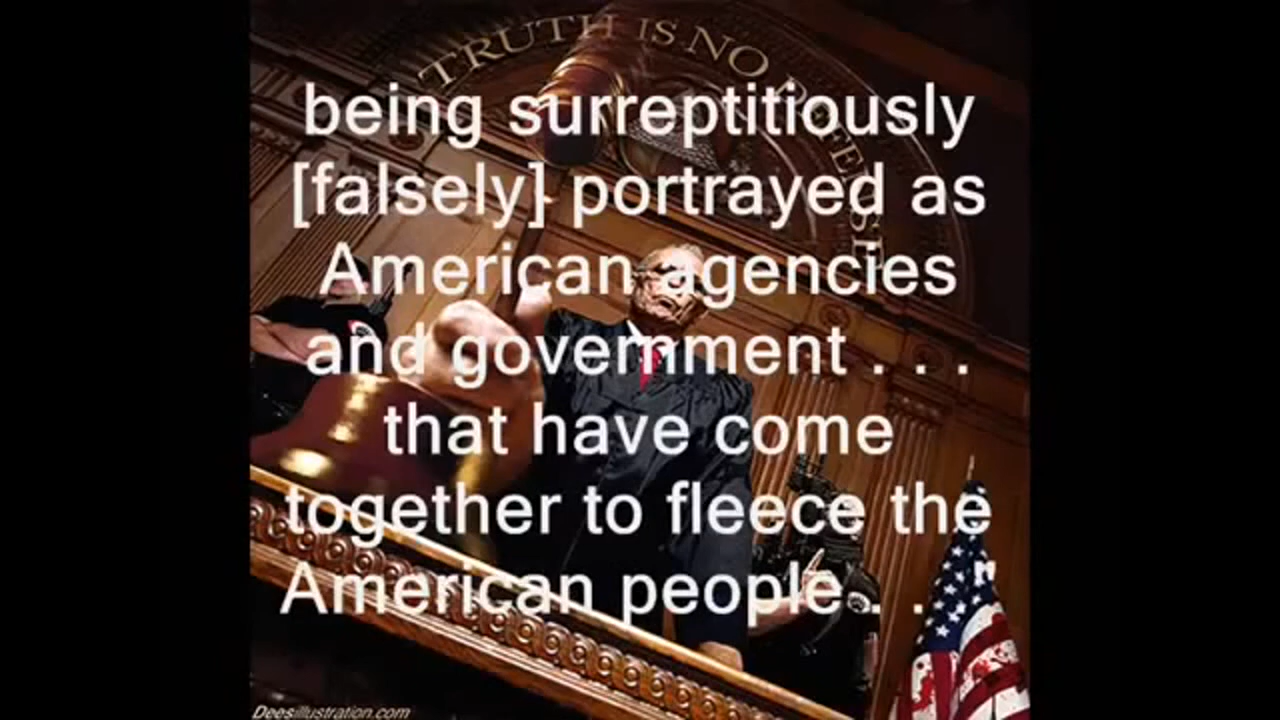 TRUTH IS NO DEFENSE
being surreptitiously
[falsely] portrayed as
American agencies
and government . . .
that have come
together to fleece the
American people . . "
Deesillustration.com